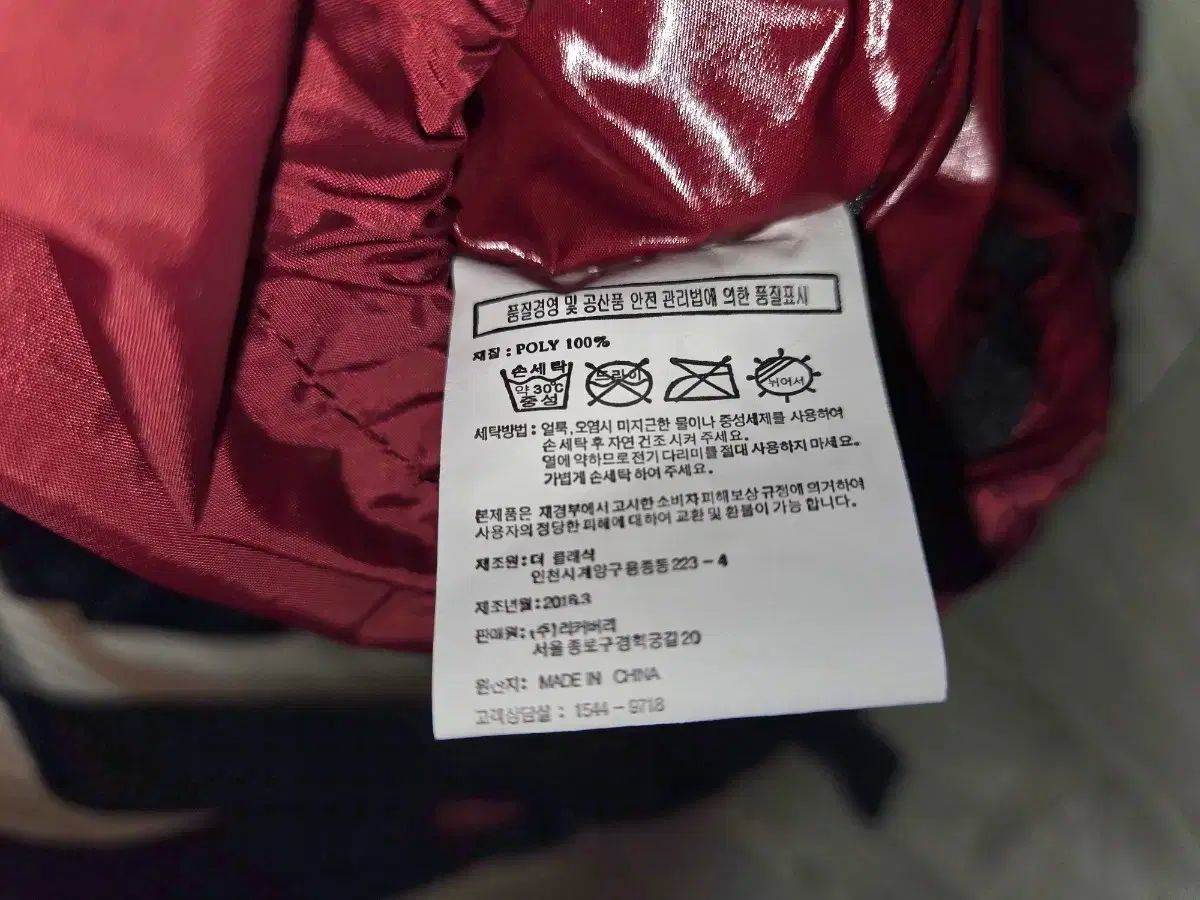 품질경영 및 공산품 안전 관리법에 의한 품질표시
재질 : POLY 100%
손세탁 약 30℃ 중성
드라이
뉘어서
세탁방법 : 얼룩,오염시 미지근한 물이나 중성세제를 사용하여
손 세탁 후 자연 건조 시켜 주세요.
열에 약하므로 전기 다리미를 절대 사용하지 마세요.
가볍게 손세탁 하여 주세요.
본제품은 재경부에서 고시한 소비자 피해보상 규정에 의거하여
사용자의 정당한 피해에 대하여 교환 및 환불이 가능 합니다.
제조원 : 더 클래식
인천시계양구용종동 223 - 4
제조년월 : 2018.3
판매원 : (주)리커버리
서울 종로구 경희궁길 20
원산지: MADE IN CHINA
고객상담실 : 1544 - 9718